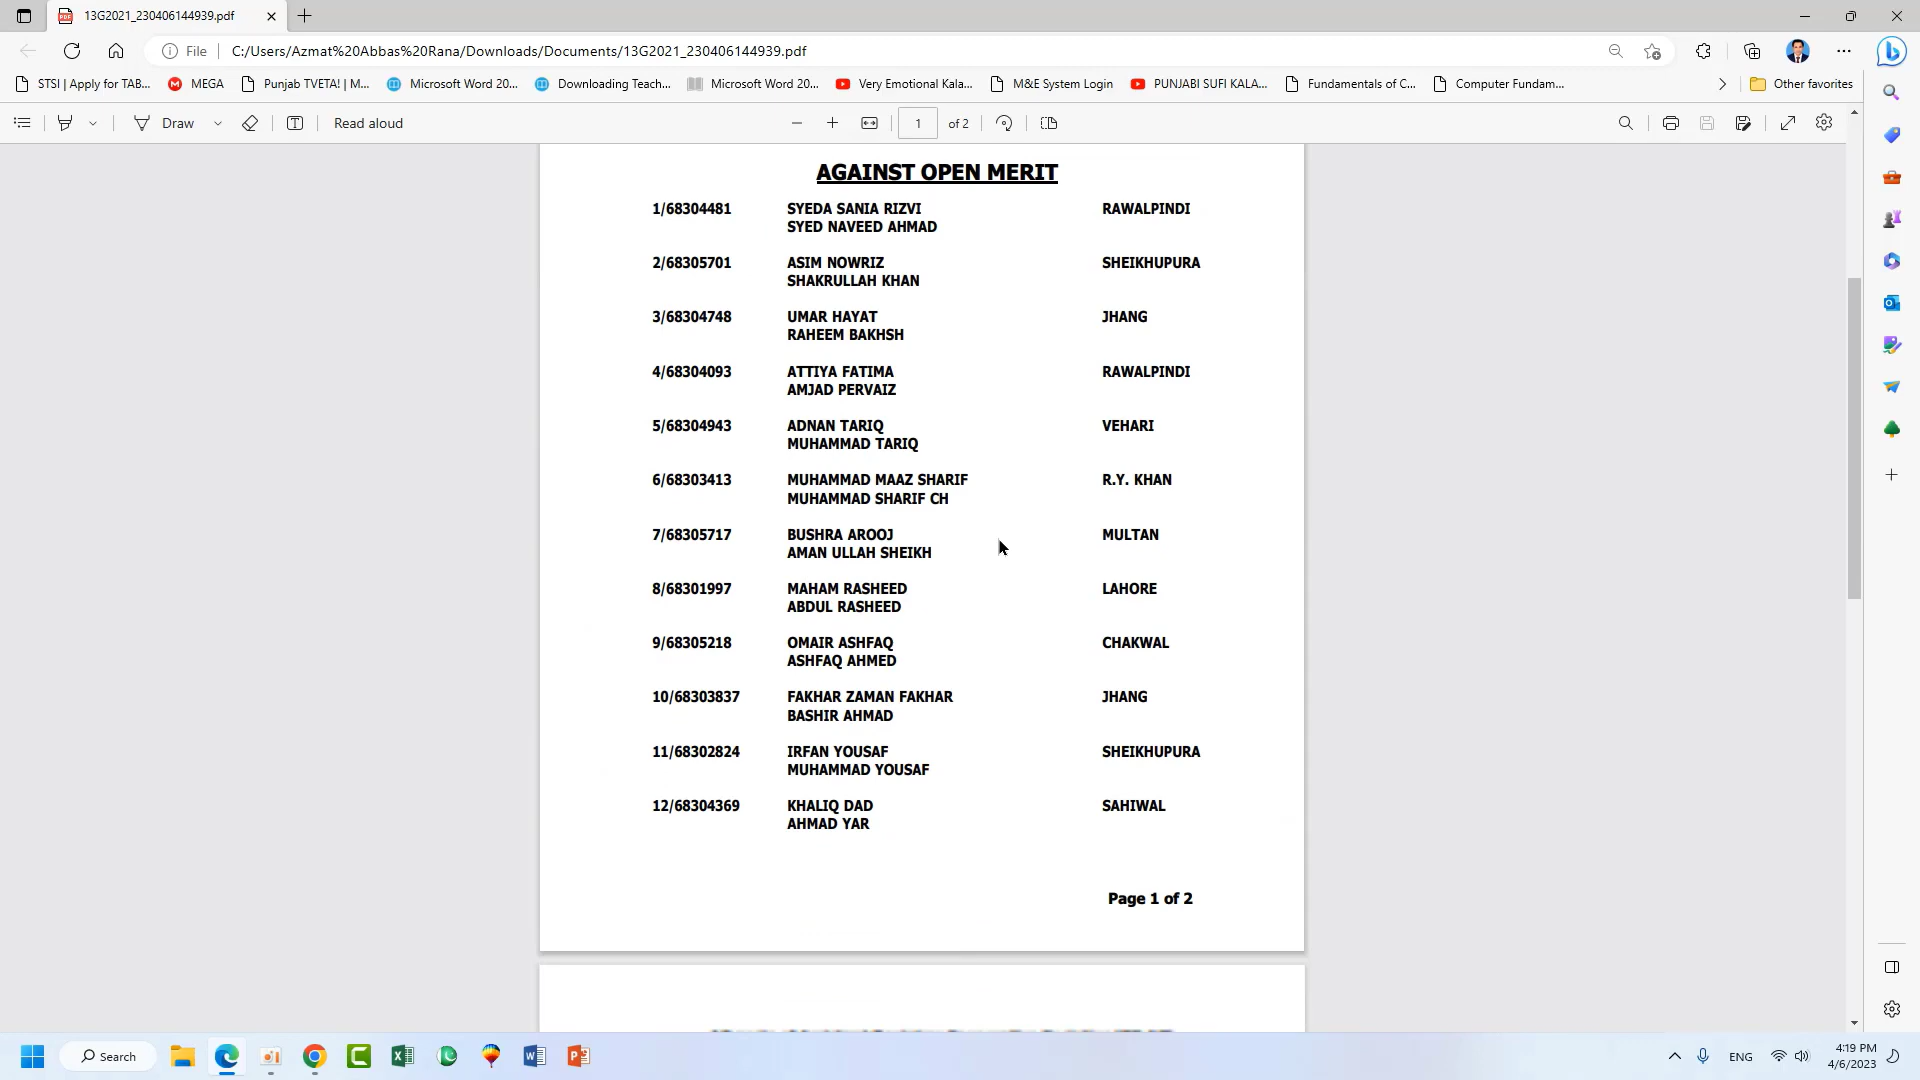 13G2021_230406144939.pdf
File
C:/Users/Azmat%20Abbas%20Rana/Downloads/Documents/13G2021_230406144939.pdf
STSI | Apply for TAB... MEGA Punjab TVETA! | M... Microsoft Word 20... Downloading Teach... Microsoft Word 20... Very Emotional Kala... M&E System Login PUNJABI SUFI KALA... Fundamentals of C... Computer Fundam... Other favorites
Draw Read aloud 1 of 2
AGAINST OPEN MERIT
1/68304481 SYEDA SANIA RIZVI RAWALPINDI
SYED NAVEED AHMAD
2/68305701 ASIM NOWRIZ SHEIKHUPURA
SHAKRULLAH KHAN
3/68304748 UMAR HAYAT JHANG
RAHEEM BAKHSH
4/68304093 ATTIYA FATIMA RAWALPINDI
AMJAD PERVAIZ
5/68304943 ADNAN TARIQ VEHARI
MUHAMMAD TARIQ
6/68303413 MUHAMMAD MAAZ SHARIF R.Y. KHAN
MUHAMMAD SHARIF CH
7/68305717 BUSHRA AROOJ MULTAN
AMAN ULLAH SHEIKH
8/68301997 MAHAM RASHEED LAHORE
ABDUL RASHEED
9/68305218 OMAIR ASHFAQ CHAKWAL
ASHFAQ AHMED
10/68303837 FAKHAR ZAMAN FAKHAR JHANG
BASHIR AHMAD
11/68302824 IRFAN YOUSAF SHEIKHUPURA
MUHAMMAD YOUSAF
12/68304369 KHALIQ DAD SAHIWAL
AHMAD YAR
Page 1 of 2
Search
ENG
4:19 PM
4/6/2023